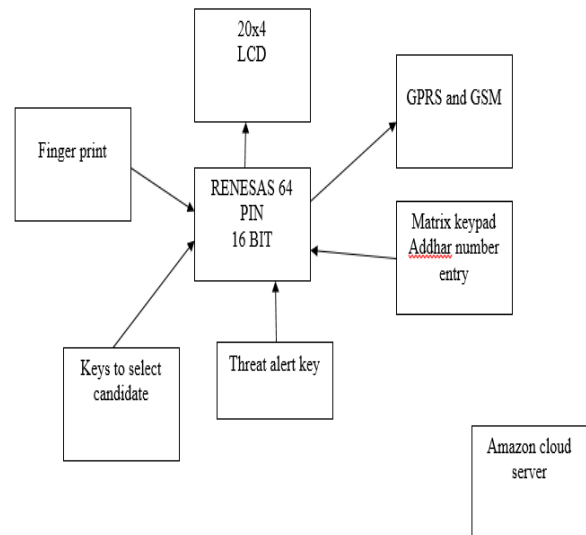 20x4
LCD
GPRS and GSM
Finger print
RENESAS 64
PIN
16 BIT
Matrix keypad
Addhar number
entry
Keys to select
candidate
Threat alert key
Amazon cloud
server